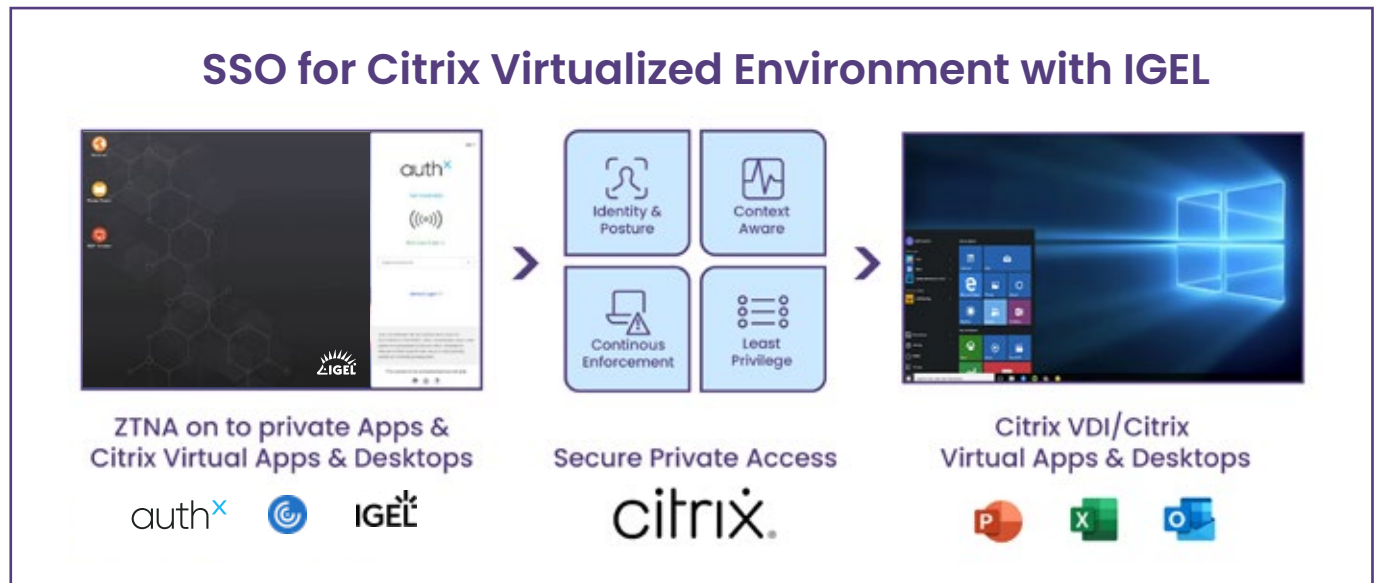 SSO for Citrix Virtualized Environment with IGEL
authx
IGEL
Identity &
Posture
Context
Aware
Continous
Enforcement
Least
Privilege
ZTNA on to private Apps &
Citrix Virtual Apps & Desktops
Secure Private Access
Citrix VDI/Citrix
Virtual Apps & Desktops
authx
IGEL
citrix
P
X
O